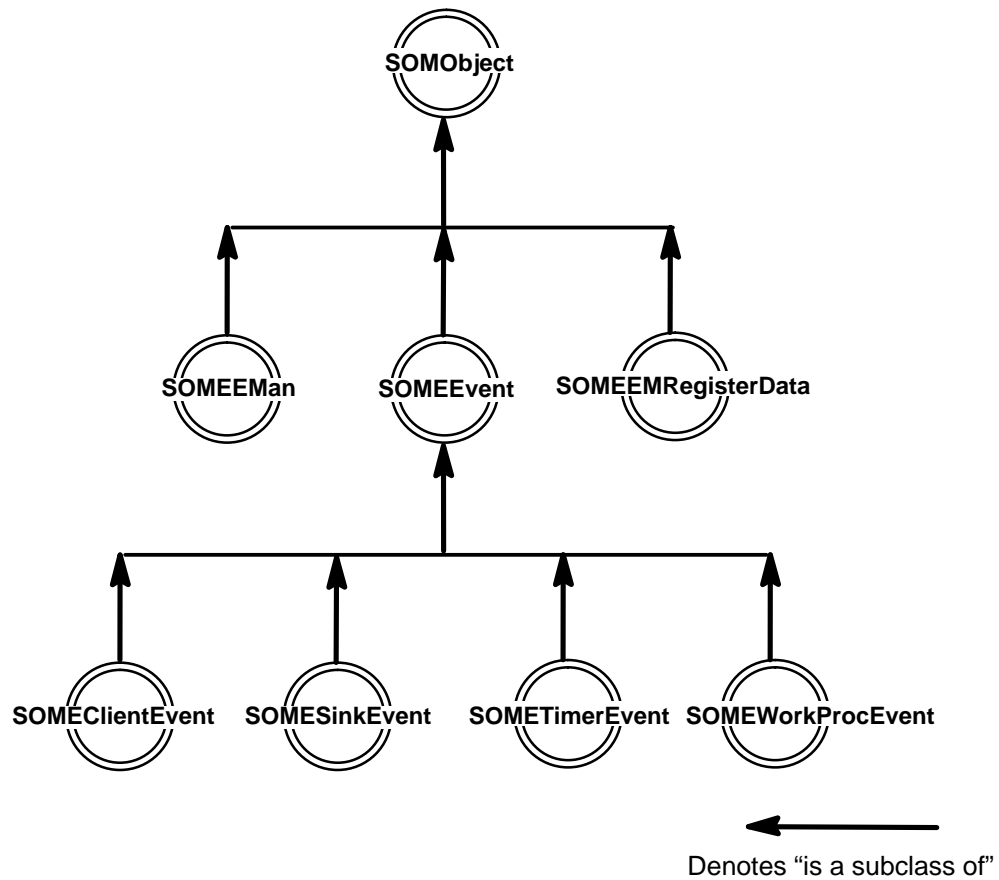 SOMObject
SOMEEMan
SOMEEvent
SOMEEMRegisterData
SOMEClientEvent
SOMESinkEvent
SOMETimerEvent
SOMEWorkProcEvent
Denotes “is a subclass of”